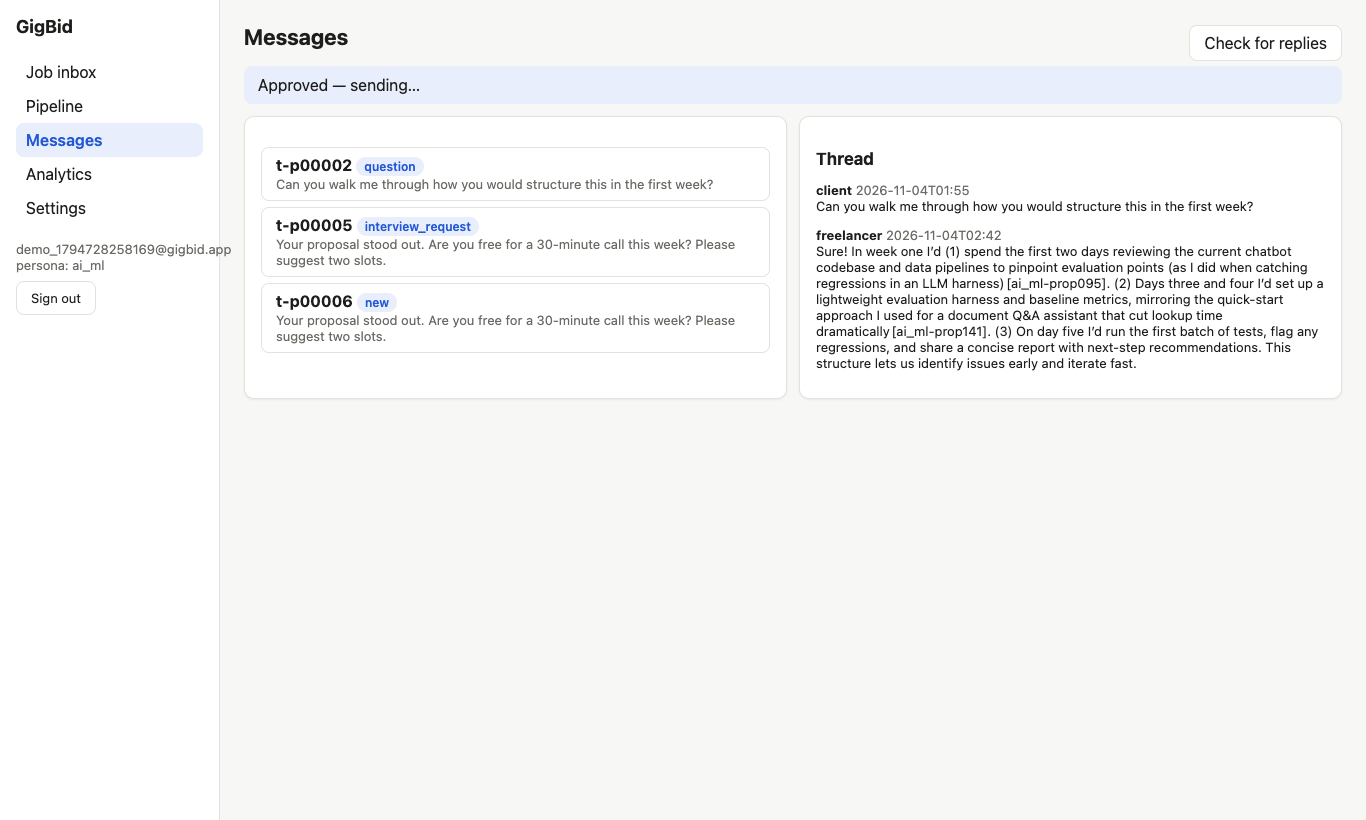 GigBid
Job inbox
Pipeline
Messages
Analytics
Settings
demo_1794728258169@gigbid.app
persona: ai_ml
Sign out
Messages
Check for replies
Approved — sending...
t-p00002 question
Can you walk me through how you would structure this in the first week?
t-p00005 interview_request
Your proposal stood out. Are you free for a 30-minute call this week? Please
suggest two slots.
t-p00006 new
Your proposal stood out. Are you free for a 30-minute call this week? Please
suggest two slots.
Thread
client 2026-11-04T01:55
Can you walk me through how you would structure this in the first week?
freelancer 2026-11-04T02:42
Sure! In week one I’d (1) spend the first two days reviewing the current chatbot
codebase and data pipelines to pinpoint evaluation points (as I did when catching
regressions in an LLM harness) [ai_ml-prop095]. (2) Days three and four I’d set up a
lightweight evaluation harness and baseline metrics, mirroring the quick-start
approach I used for a document Q&A assistant that cut lookup time
dramatically [ai_ml-prop141]. (3) On day five I’d run the first batch of tests, flag any
regressions, and share a concise report with next-step recommendations. This
structure lets us identify issues early and iterate fast.